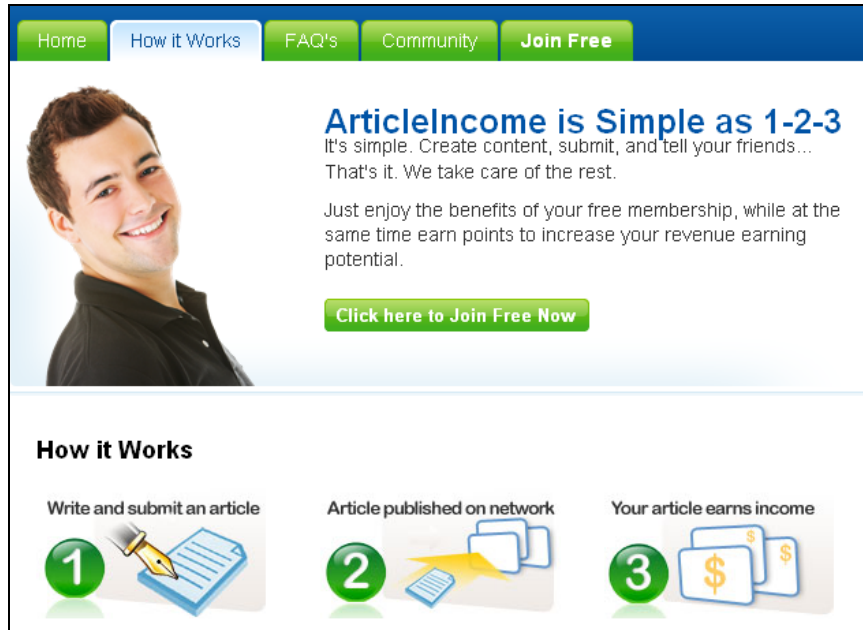 Home How it Works FAQ's Community Join Free
ArticleIncome is Simple as 1-2-3
It's simple. Create content, submit, and tell your friends...
That's it. We take care of the rest.
Just enjoy the benefits of your free membership, while at the
same time earn points to increase your revenue earning
potential.
Click here to Join Free Now
How it Works
Write and submit an article
Article published on network
Your article earns income
1
2
3
$ $ $